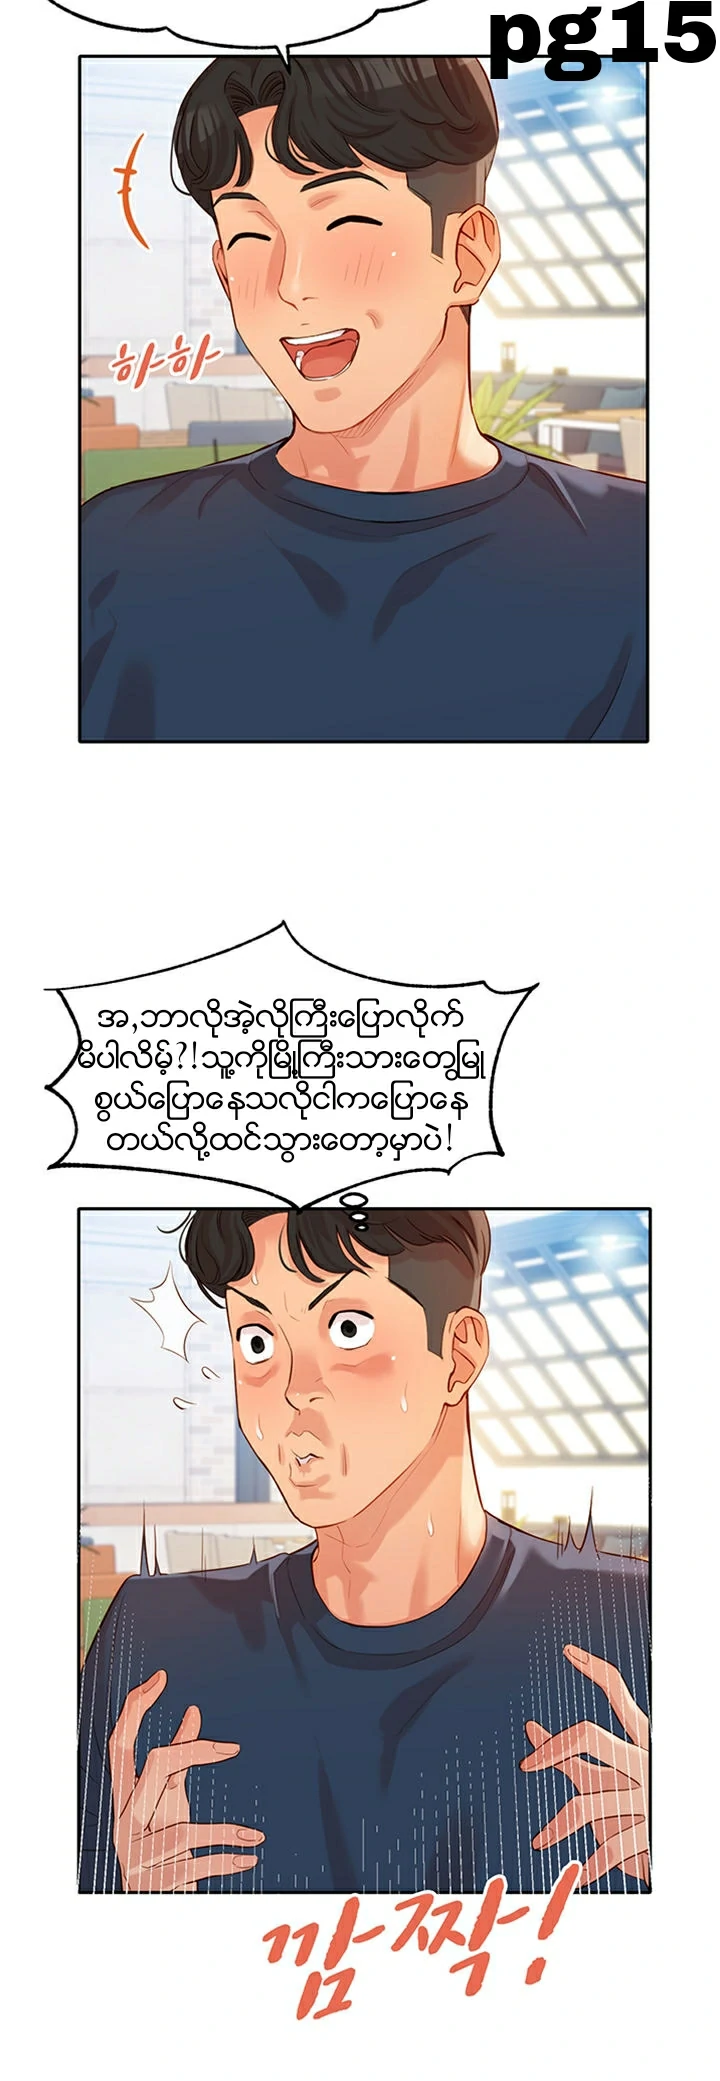 pg15
하하
အ,ဘာလိုအဲ့လိုကြီးပြောလိုက်
မိပါလိမ့်?!သူ့ကိုမြို့ကြီးသားတွေမြှု
စွယ်ပြောနေသလိုငါကပြောနေ
တယ်လို့ထင်သွားတော့မှာပဲ!
깜짝!